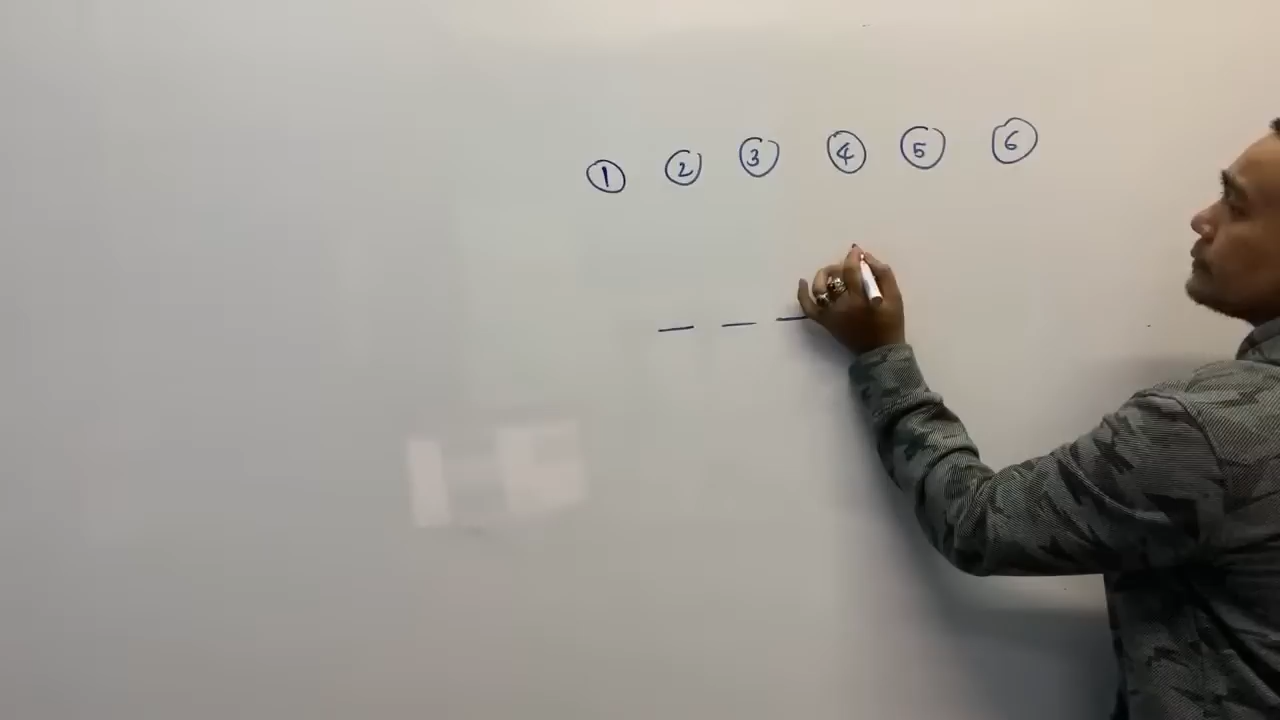 ① ② ③ ④ ⑤ ⑥
_ _ _